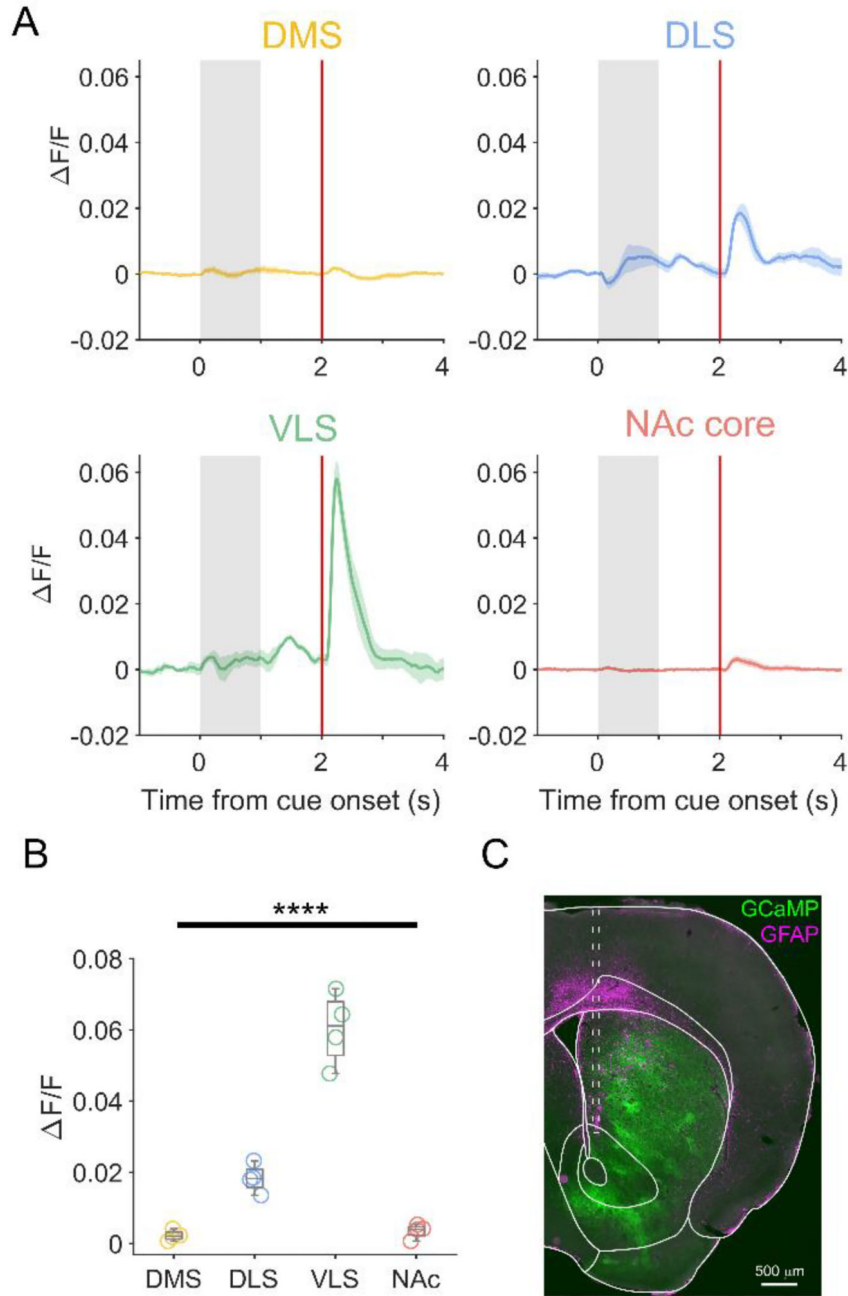 A
DMS
DLS
ΔF/F
0.06
0.04
0.02
0
-0.02
0
2
4
0.06
0.04
0.02
0
-0.02
0
2
4
VLS
NAc core
ΔF/F
0.06
0.04
0.02
0
-0.02
0
2
4
Time from cue onset (s)
0.06
0.04
0.02
0
-0.02
0
2
4
Time from cue onset (s)
B
****
ΔF/F
0.08
0.06
0.04
0.02
0
DMS
DLS
VLS
NAc
C
GCaMP
GFAP
500 μm